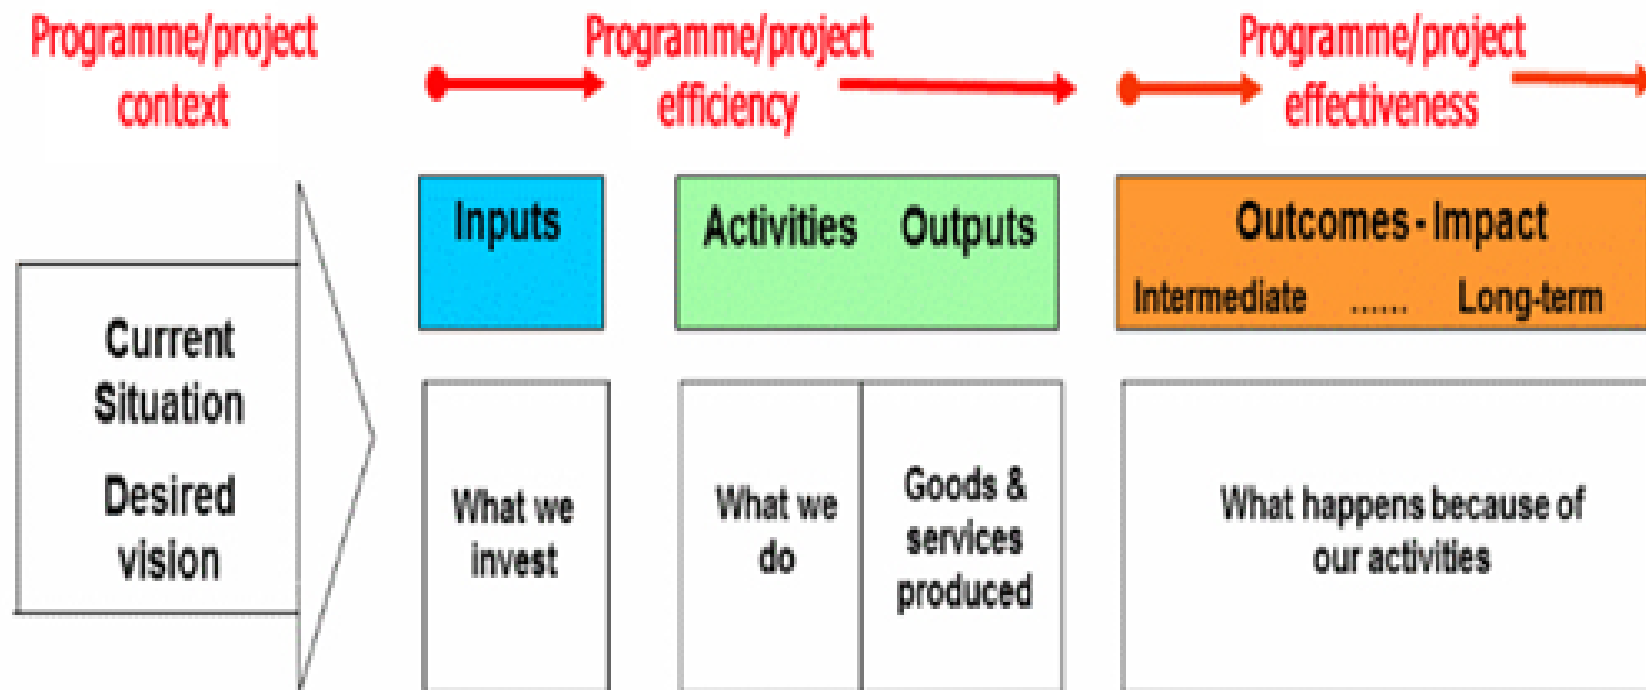 Programme/project
context
Programme/project
efficiency
Programme/project
effectiveness
Current
Situation
Desired
vision
Inputs
Activities Outputs
Outcomes - Impact
Intermediate ...... Long-term
What we
invest
What we
do
Goods &
services
produced
What happens because of
our activities